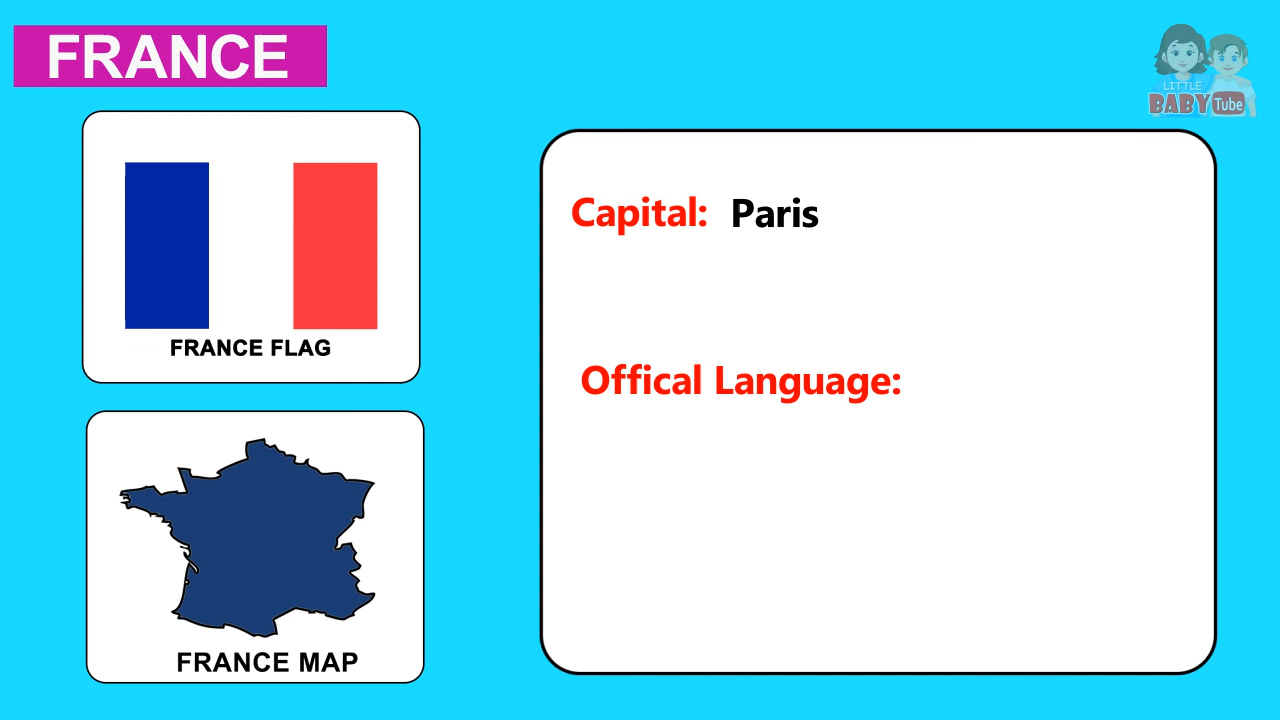 FRANCE
LITTLE
BABY Tube
FRANCE FLAG
Capital: Paris
Offical Language:
FRANCE MAP